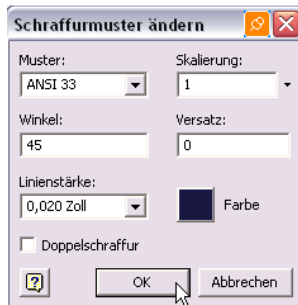 Schraffurmuster ändern
Muster: Skalierung:
ANSI 33 1
Winkel: Versatz:
45 0
Linienstärke:
0,020 Zoll Farbe
Doppelschraffur
? OK Abbrechen